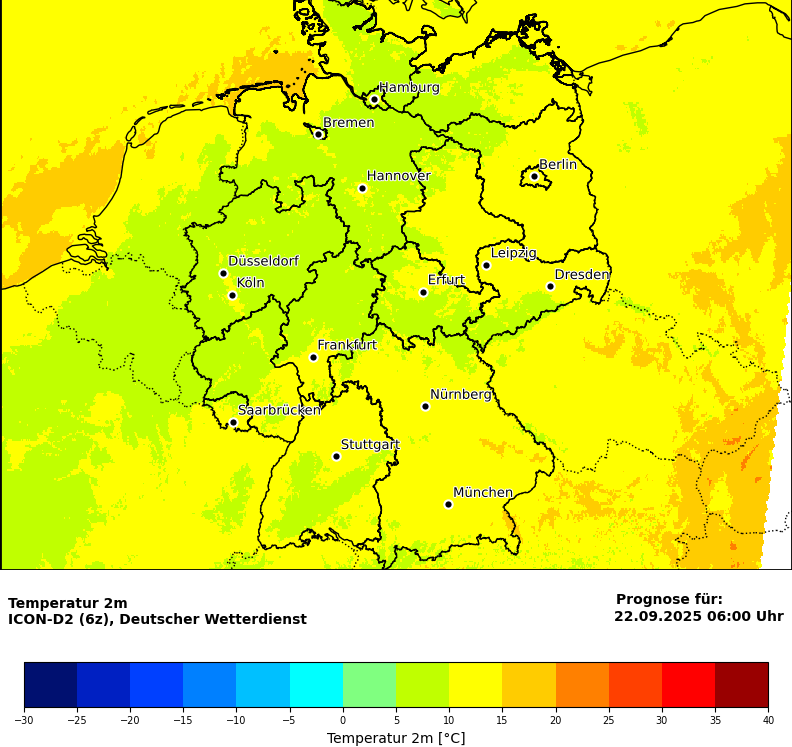 Hamburg
Bremen
Berlin
Hannover
Düsseldorf
Leipzig
Köln
Erfurt
Dresden
Frankfurt
Nürnberg
Saarbrücken
Stuttgart
München
Temperatur 2m
ICON-D2 (6z), Deutscher Wetterdienst
Prognose für:
22.09.2025 06:00 Uhr
−30 −25 −20 −15 −10 −5 0 5 10 15 20 25 30 35 40
Temperatur 2m [°C]